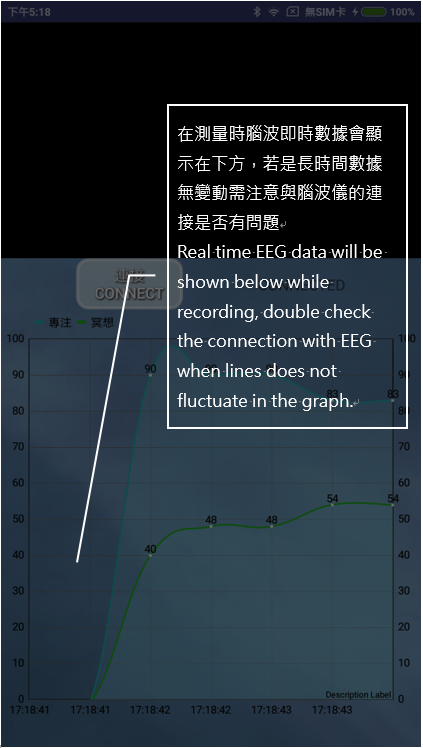 下午5:18
無SIM卡
100%
在測量時腦波即時數據會顯
示在下方，若是長時間數據
無變動需注意與腦波儀的連
接是否有問題
Real time EEG data will be
shown below while
recording, double check
the connection with EEG
when lines does not
fluctuate in the graph.
連接
CONNECT
專注 冥想
100 100
90 90
80 80
70 70
60 60
50 50
40 40
30 30
20 20
10 10
0 0
90
83 83
40 48 48 54 54
Description Label
17:18:41 17:18:41 17:18:42 17:18:42 17:18:43 17:18:43